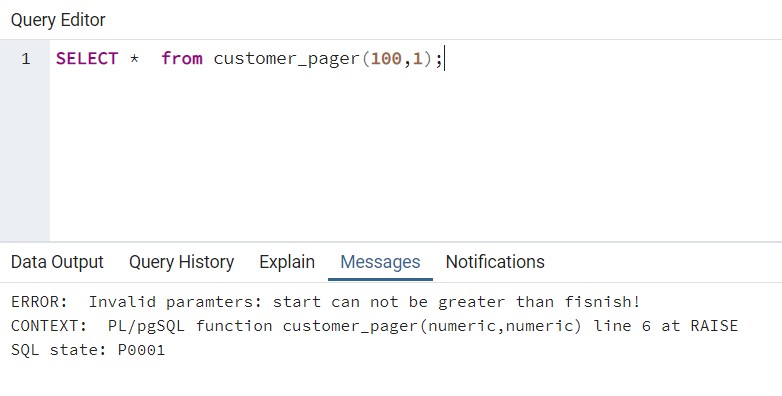 Query Editor
1 SELECT *  from customer_pager(100,1);
Data Output Query History Explain Messages Notifications
ERROR:  Invalid paramters: start can not be greater than fisnish!
CONTEXT:  PL/pgSQL function customer_pager(numeric,numeric) line 6 at RAISE
SQL state: P0001